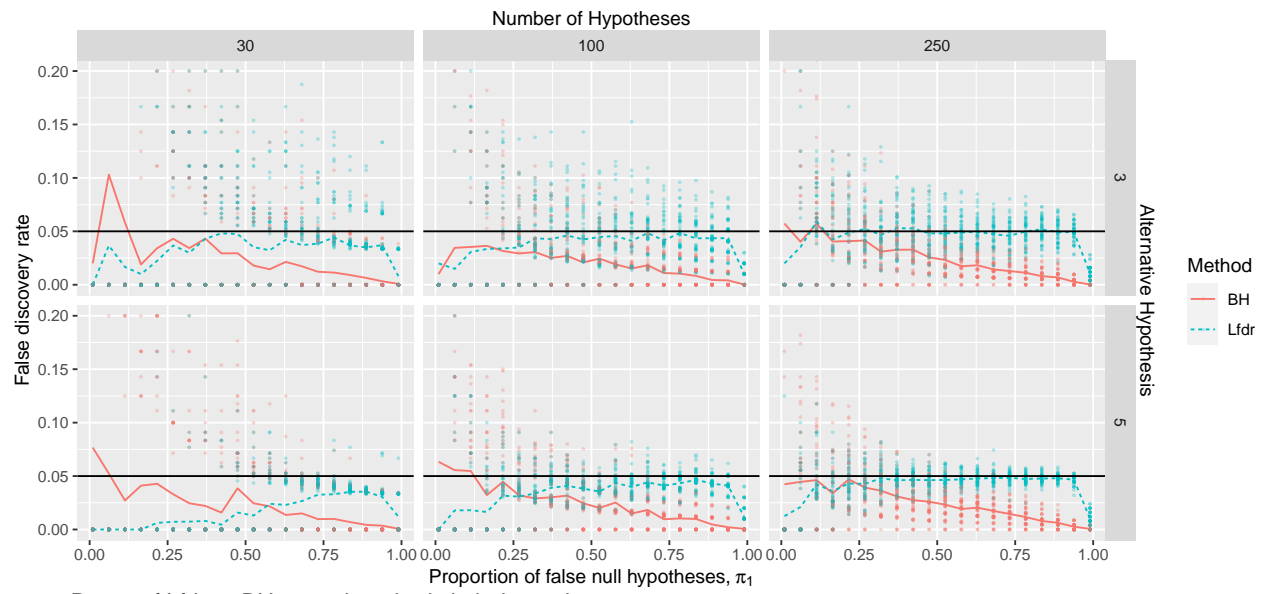 Number of Hypotheses
30
100
250
0.20
0.15
0.10
0.05
0.00
3
0.20
0.15
0.10
0.05
0.00
5
False discovery rate
Alternative Hypothesis
0.00 0.25 0.50 0.75 1.00
0.00 0.25 0.50 0.75 1.00
0.00 0.25 0.50 0.75 1.00
Proportion of false null hypotheses, π₁
Method
BH
Lfdr